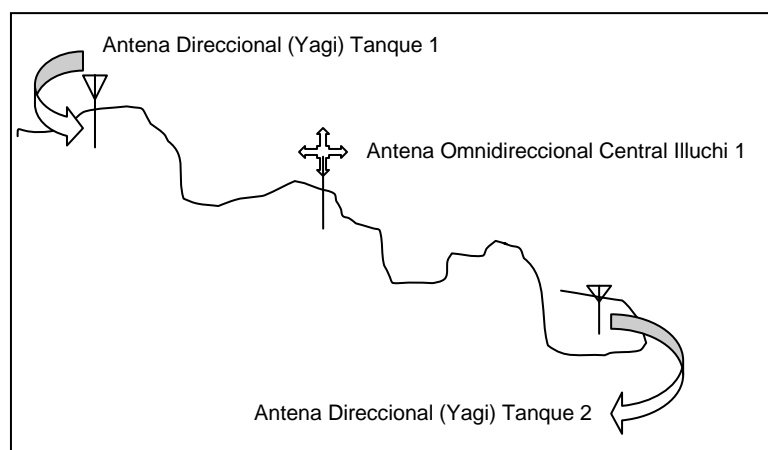 Antena Direccional (Yagi) Tanque 1
Antena Omnidireccional Central Illuchi 1
Antena Direccional (Yagi) Tanque 2